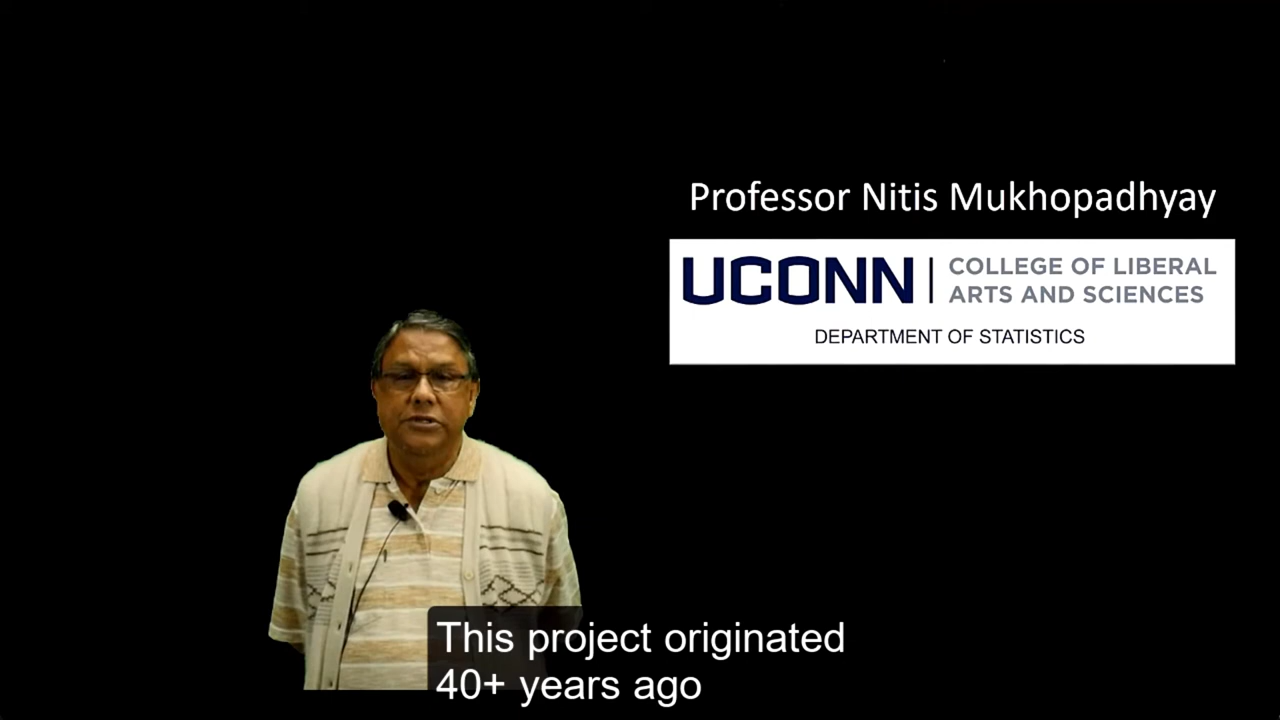 Professor Nitis Mukhopadhyay
UCONN | COLLEGE OF LIBERAL
ARTS AND SCIENCES
DEPARTMENT OF STATISTICS
This project originated
40+ years ago